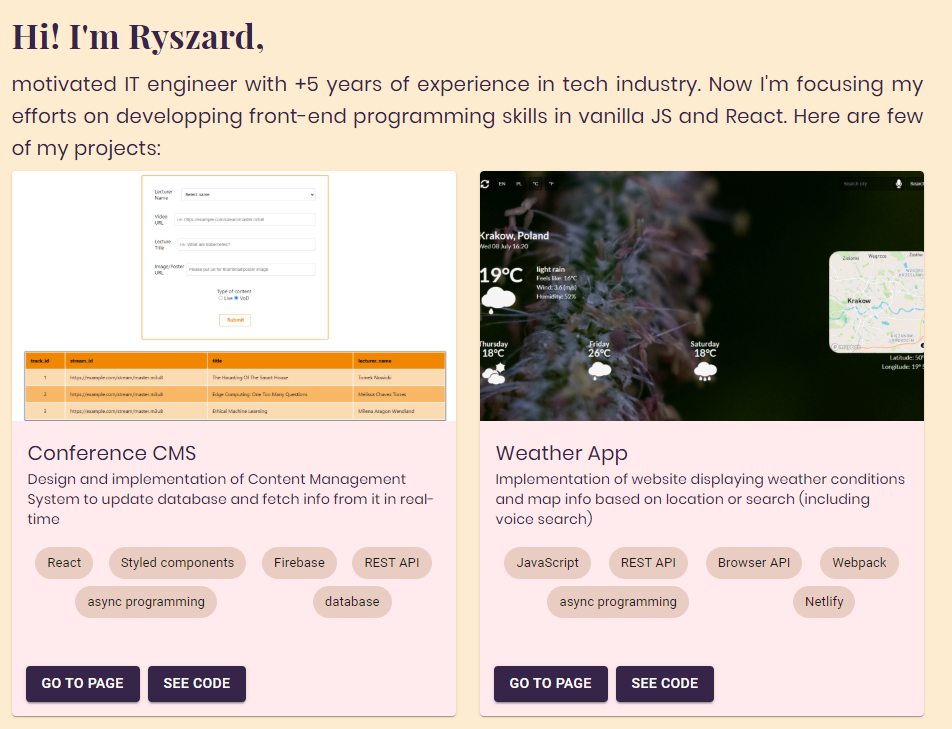 Hi! I'm Ryszard,
motivated IT engineer with +5 years of experience in tech industry. Now I'm focusing my
efforts on developping front-end programming skills in vanilla JS and React. Here are few
of my projects:
Lecturer
Name
Select name
Video
URL
i.e. https://example.com/stream/master.m3u8
Lecture
Title
i.e. What are kubernetes?
Image/Poster
URL
Please put url for thumbnail/poster image
Type of content
Live VoD
Submit
track_id stream_id title lecturer_name
1 https://example.com/stream/master.m3u8 The Haunting Of The Smart House Tomek Nowicki
2 https://example.com/stream/master.m3u8 Edge Computing: One Too Many Questions Melissa Chaves Torres
3 https://example.com/stream/master.m3u8 Ethical Machine Learning Milena Aragon Wendland
EN PL °C °F
Search city
Search
Krakow, Poland
Wed 08 July 16:20
19°C
light rain
Feels like: 16°C
Wind: 3.6 (m/s)
Humidity: 52%
Thursday
18°C
Friday
26°C
Saturday
18°C
Zielonki Węgrzce
Krakow
Latitude: 50°
Longitude: 19°
Conference CMS
Design and implementation of Content Management
System to update database and fetch info from it in real-
time
React Styled components Firebase REST API
async programming database
GO TO PAGE SEE CODE
Weather App
Implementation of website displaying weather conditions
and map info based on location or search (including
voice search)
JavaScript REST API Browser API Webpack
async programming Netlify
GO TO PAGE SEE CODE